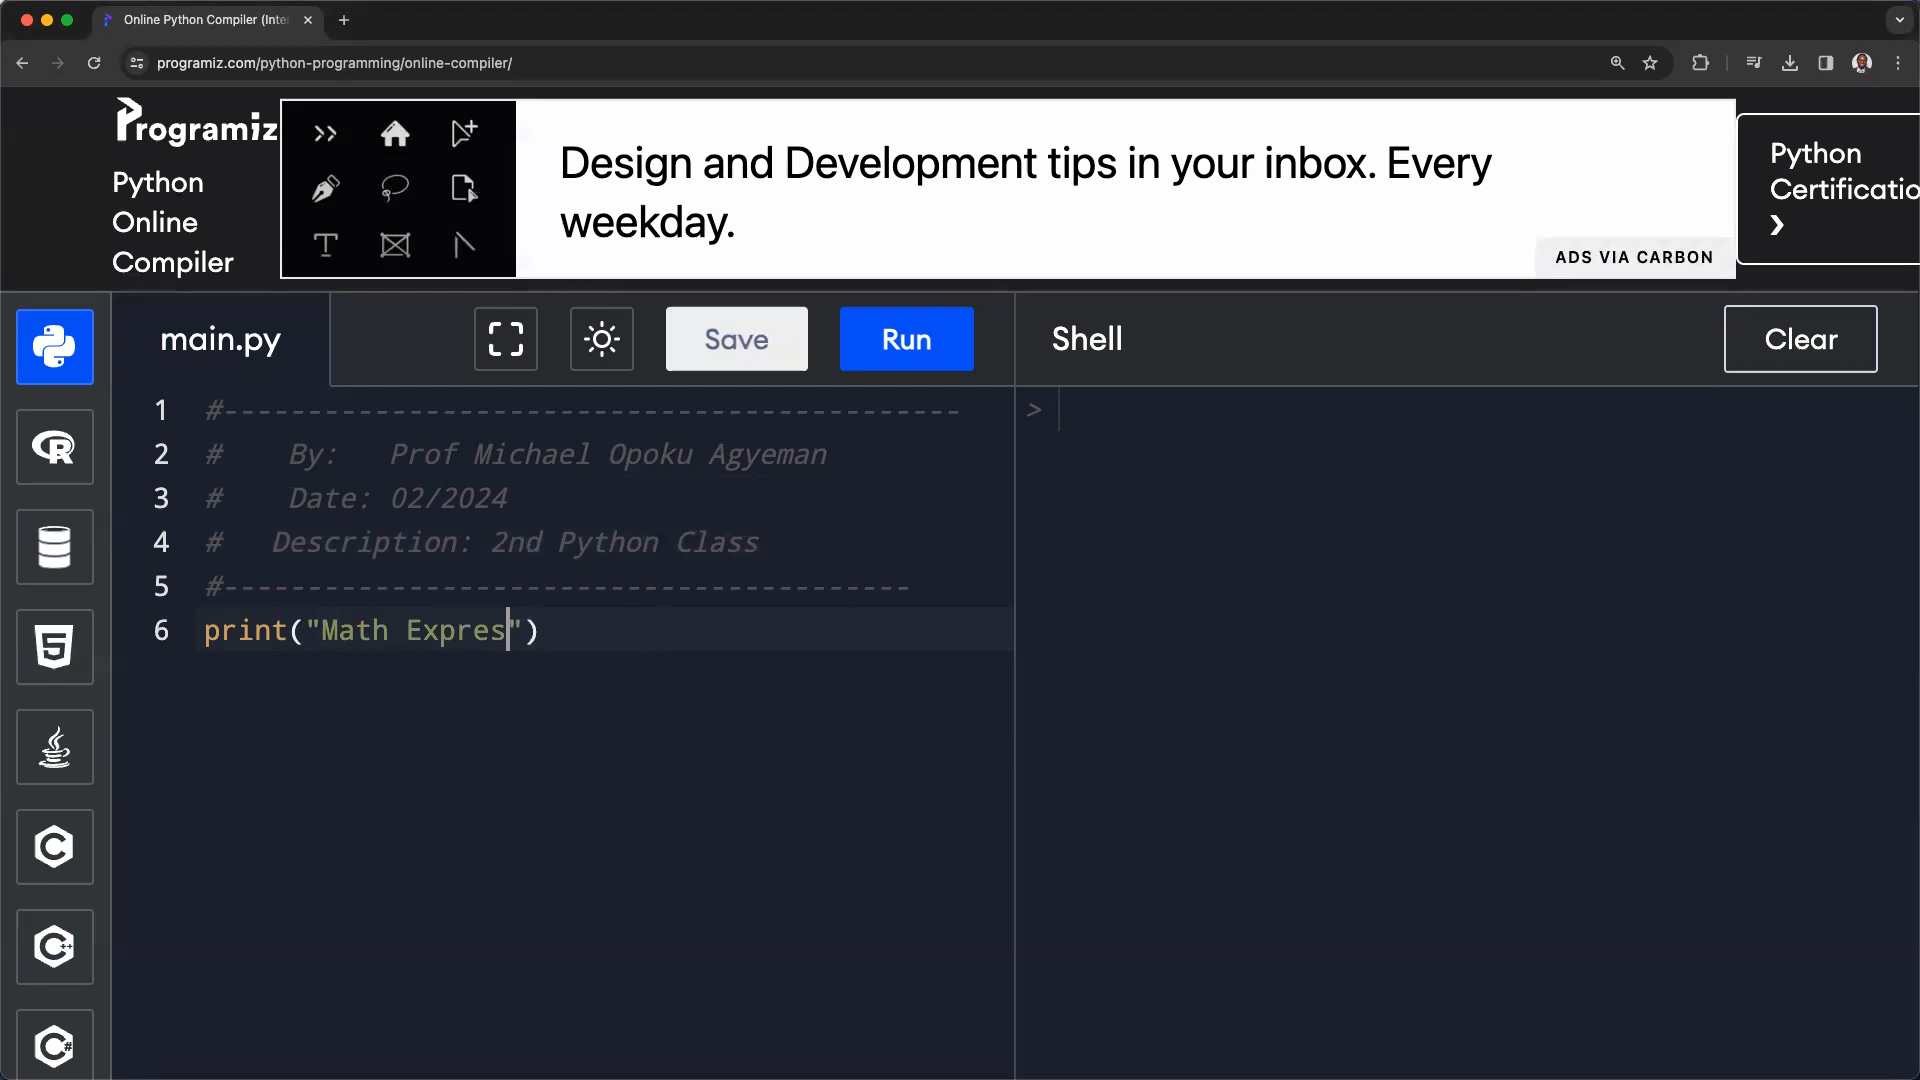 Online Python Compiler (Inter
programiz.com/python-programming/online-compiler/
Programiz
Python
Online
Compiler
Design and Development tips in your inbox. Every
weekday.
ADS VIA CARBON
Python
Certificatio
main.py
Save
Run
Shell
Clear
1 #--------------------------------------------
2 #    By:   Prof Michael Opoku Agyeman
3 #    Date: 02/2024
4 #   Description: 2nd Python Class
5 #-----------------------------------------
6 print("Math Expres")
>